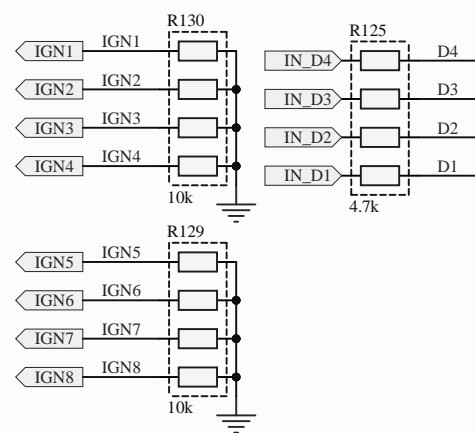 R130
IGN1 IGN1
IGN2 IGN2
IGN3 IGN3
IGN4 IGN4
10k
R125
IN_D4 D4
IN_D3 D3
IN_D2 D2
IN_D1 D1
4.7k
R129
IGN5 IGN5
IGN6 IGN6
IGN7 IGN7
IGN8 IGN8
10k